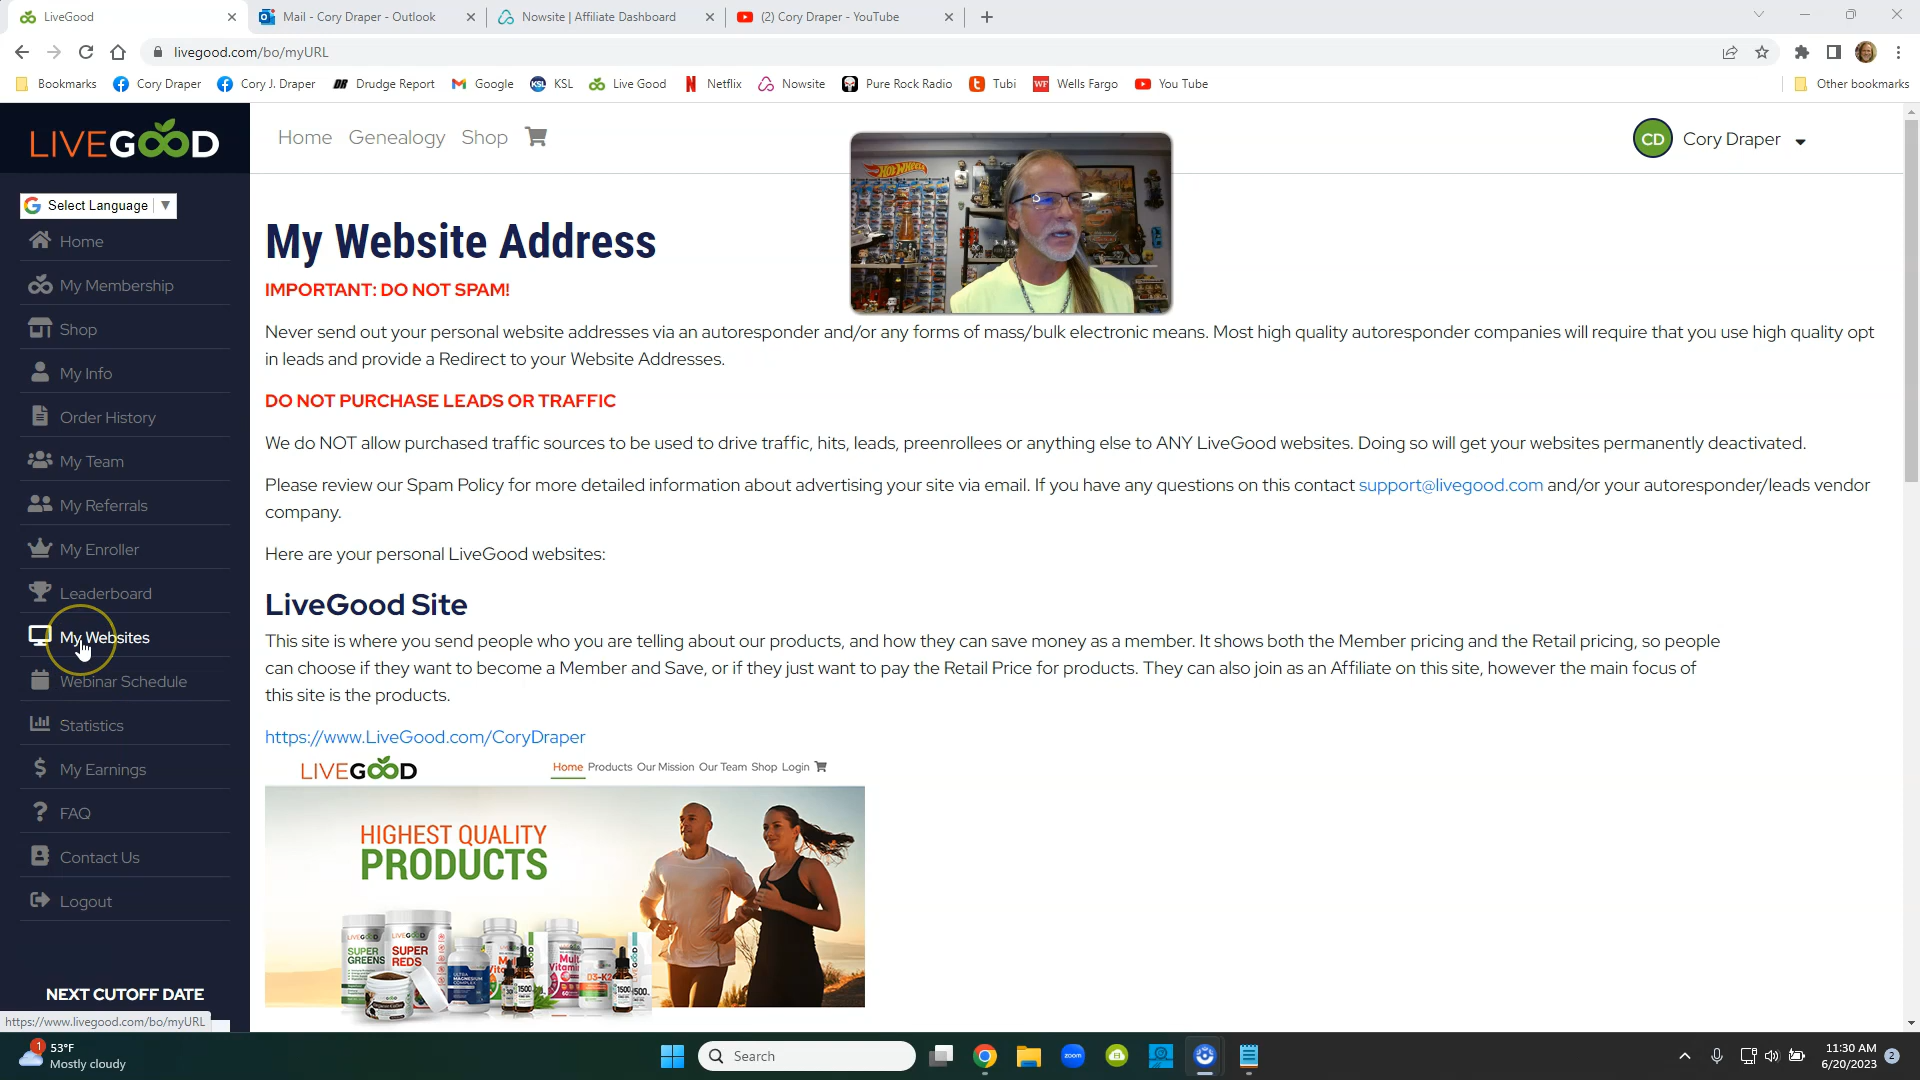 LiveGood
Mail - Cory Draper - Outlook
Nowsite | Affiliate Dashboard
(2) Cory Draper - YouTube
livegood.com/bo/myURL
Bookmarks
Cory Draper
Cory J. Draper
DR Drudge Report
Google
KSL KSL
Live Good
Netflix
Nowsite
Pure Rock Radio
Tubi
WF Wells Fargo
You Tube
Other bookmarks
LIVEGOOD
Home Genealogy Shop
CD Cory Draper
HOT WHEELS
Select Language ▼
Home
My Membership
Shop
My Info
Order History
My Team
My Referrals
My Enroller
Leaderboard
My Websites
Webinar Schedule
Statistics
My Earnings
FAQ
Contact Us
Logout
NEXT CUTOFF DATE
https://www.livegood.com/bo/myURL
My Website Address
IMPORTANT: DO NOT SPAM!
Never send out your personal website addresses via an autoresponder and/or any forms of mass/bulk electronic means. Most high quality autoresponder companies will require that you use high quality opt
in leads and provide a Redirect to your Website Addresses.
DO NOT PURCHASE LEADS OR TRAFFIC
We do NOT allow purchased traffic sources to be used to drive traffic, hits, leads, preenrollees or anything else to ANY LiveGood websites. Doing so will get your websites permanently deactivated.
Please review our Spam Policy for more detailed information about advertising your site via email. If you have any questions on this contact support@livegood.com and/or your autoresponder/leads vendor
company.
Here are your personal LiveGood websites:
LiveGood Site
This site is where you send people who you are telling about our products, and how they can save money as a member. It shows both the Member pricing and the Retail pricing, so people
can choose if they want to become a Member and Save, or if they just want to pay the Retail Price for products. They can also join as an Affiliate on this site, however the main focus of
this site is the products.
https://www.LiveGood.com/CoryDraper
LIVEGOOD
Home Products Our Mission Our Team Shop Login
HIGHEST QUALITY
PRODUCTS
LIVEGOOD
SUPER
GREENS
LIVEGOOD
SUPER
REDS
D3-K2
1500
1500
1
53°F
Mostly cloudy
Search
zoom
11:30 AM
6/20/2023
2